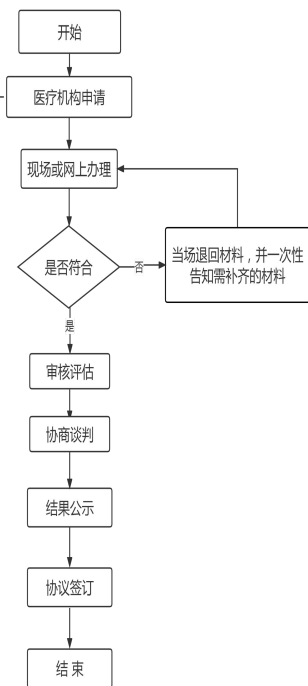 开始
医疗机构申请
现场或网上办理
是否符合
否
当场退回材料，并一次性
告知需补齐的材料
是
审核评估
协商谈判
结果公示
协议签订
结 束